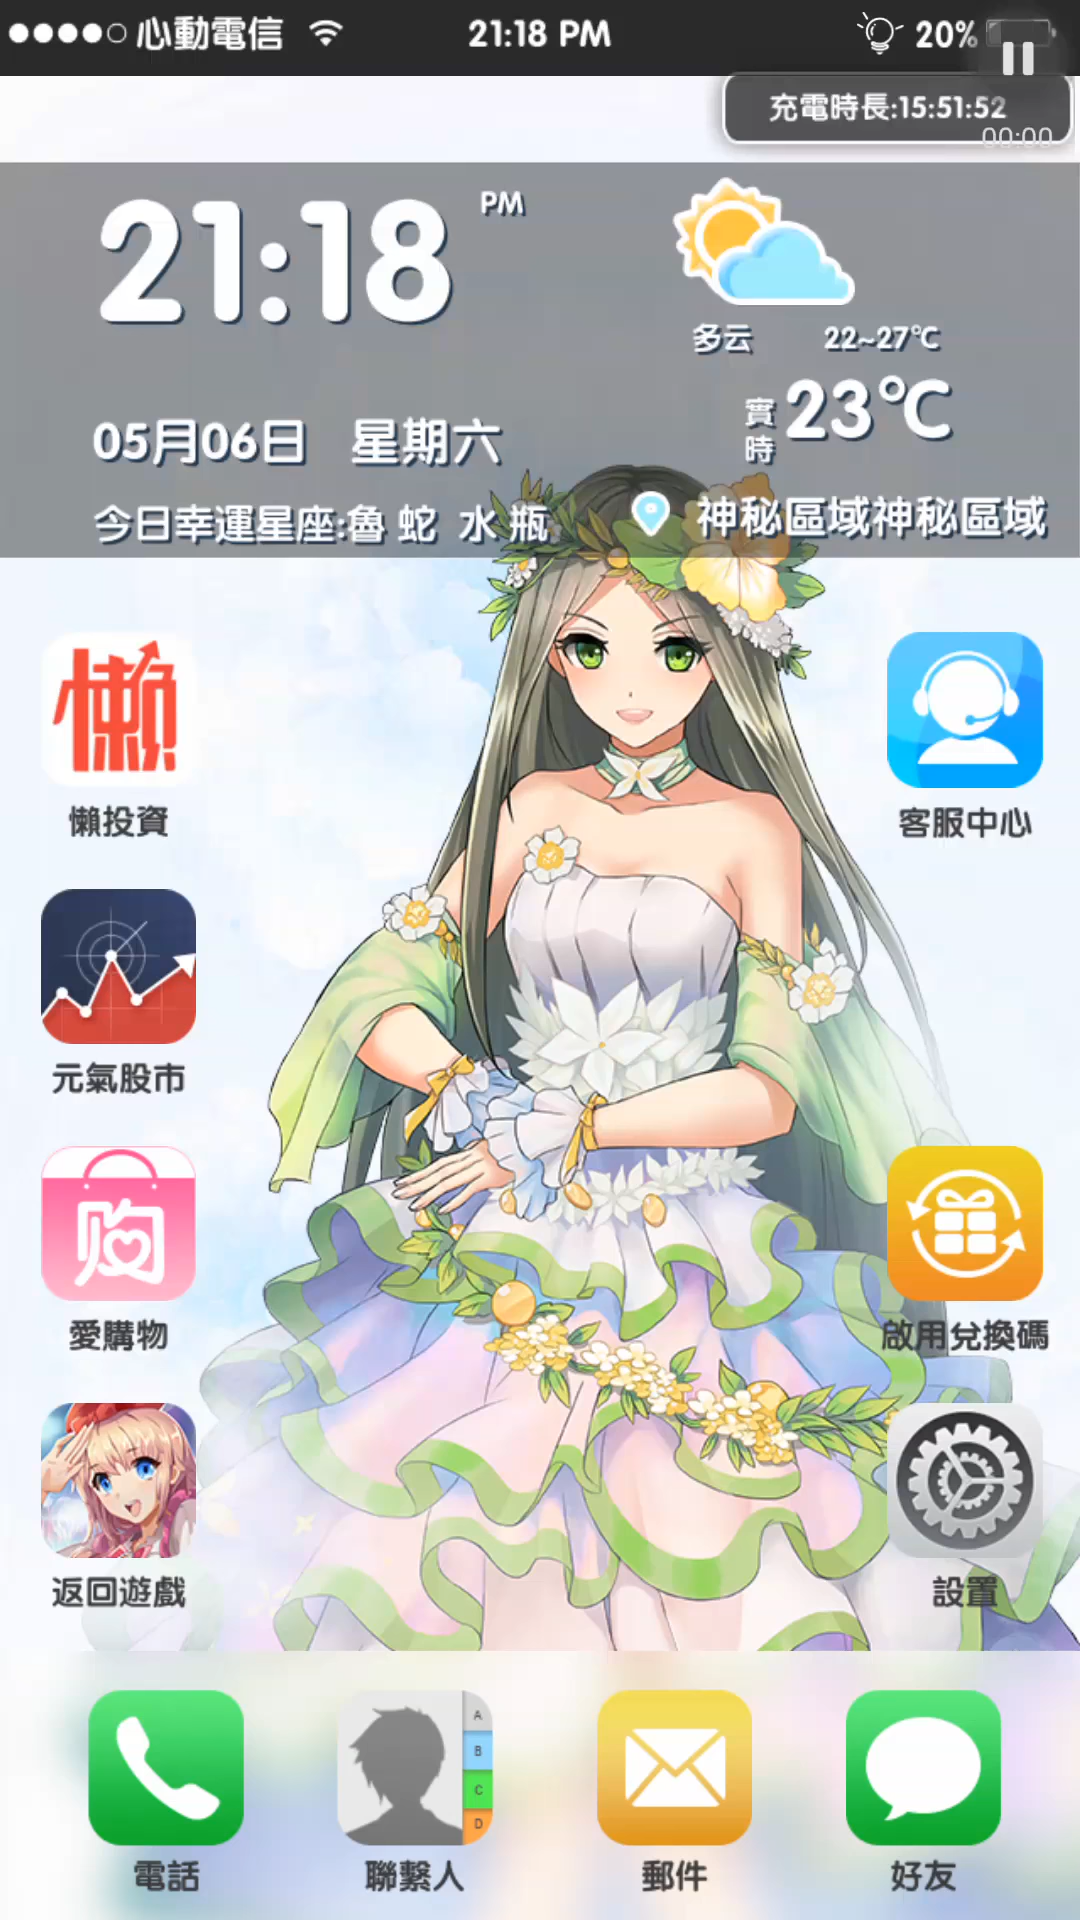 心動電信 21:18 PM 20%
充電時長:15:51:52
00:00
21:18 PM
多云 22~27℃
實時 23℃
05月06日 星期六
今日幸運星座:魯蛇水瓶 神秘區域神秘區域
懶
懶投資 客服中心
元氣股市
购
愛購物 啟用兌換碼
返回遊戲 設置
A
B
C
D
電話 聯繫人 郵件 好友